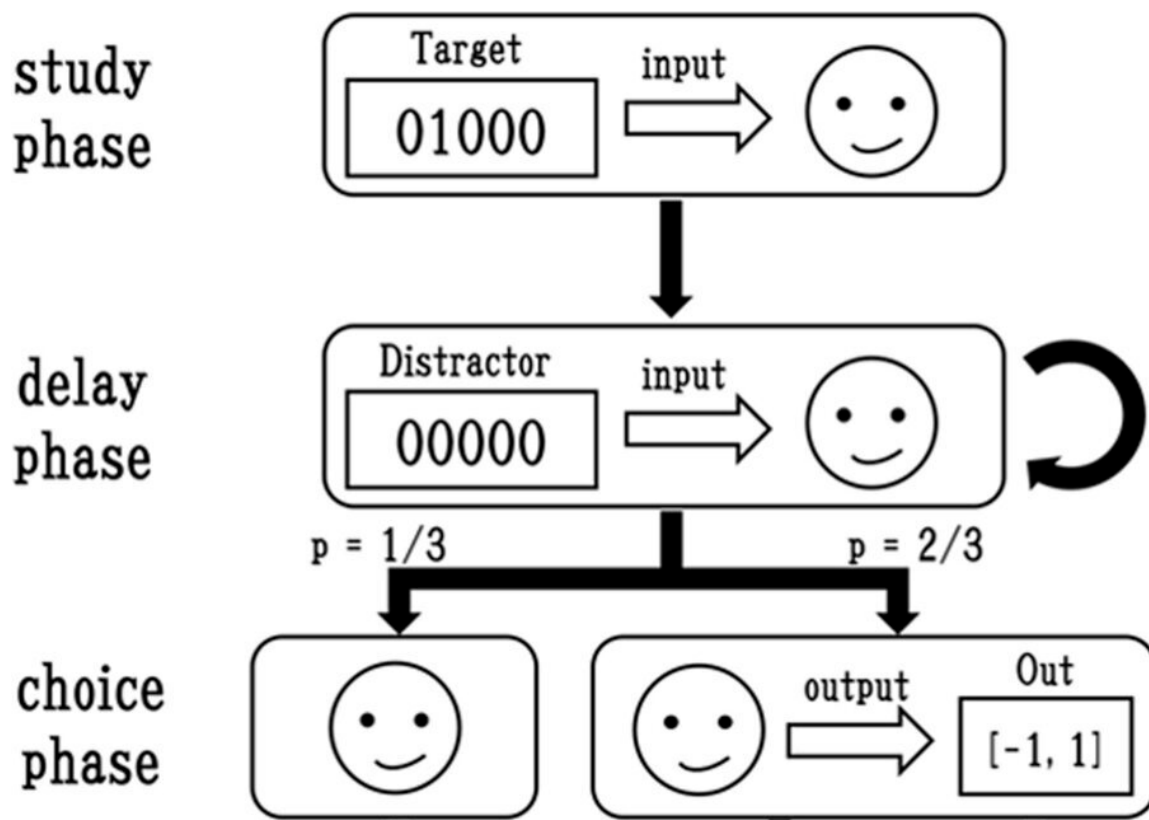 study
phase
Target
input
01000
delay
phase
Distractor
input
00000
p = 1/3
p = 2/3
choice
phase
output
Out
[-1, 1]